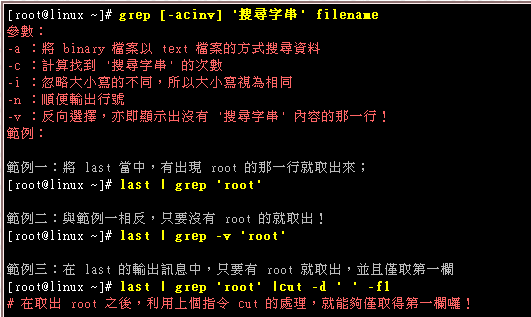 [root@linux ~]# grep [-acinv] '搜尋字串' filename
參數：
-a ：將 binary 檔案以 text 檔案的方式搜尋資料
-c ：計算找到 '搜尋字串' 的次數
-i ：忽略大小寫的不同，所以大小寫視為相同
-n ：順便輸出行號
-v ：反向選擇，亦即顯示出沒有 '搜尋字串' 內容的那一行！
範例：
範例一：將 last 當中，有出現 root 的那一行就取出來；
[root@linux ~]# last | grep 'root'
範例二：與範例一相反，只要沒有 root 的就取出！
[root@linux ~]# last | grep -v 'root'
範例三：在 last 的輸出訊息中，只要有 root 就取出，並且僅取第一欄
[root@linux ~]# last | grep 'root' |cut -d ' ' -f1
# 在取出 root 之後，利用上個指令 cut 的處理，就能夠僅取得第一欄囉！